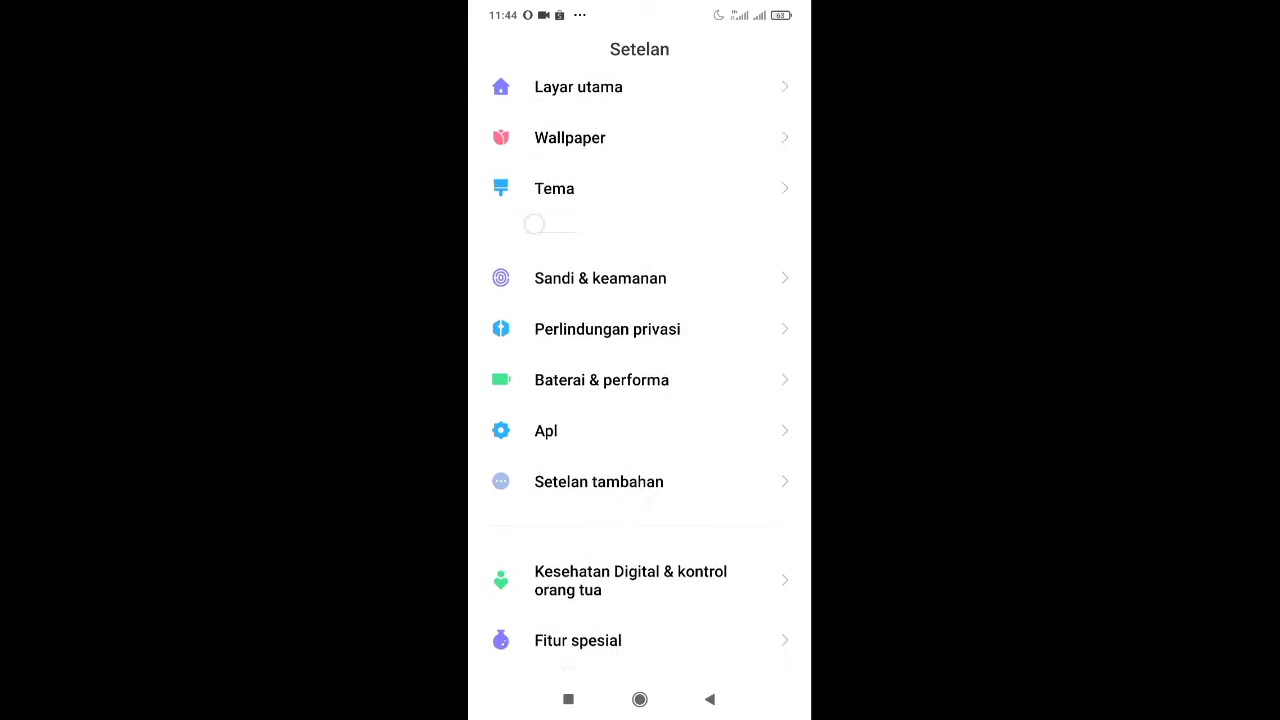 11:44
63
Setelan
Layar utama
Wallpaper
Tema
Sandi & keamanan
Perlindungan privasi
Baterai & performa
Apl
Setelan tambahan
Kesehatan Digital & kontrol
orang tua
Fitur spesial